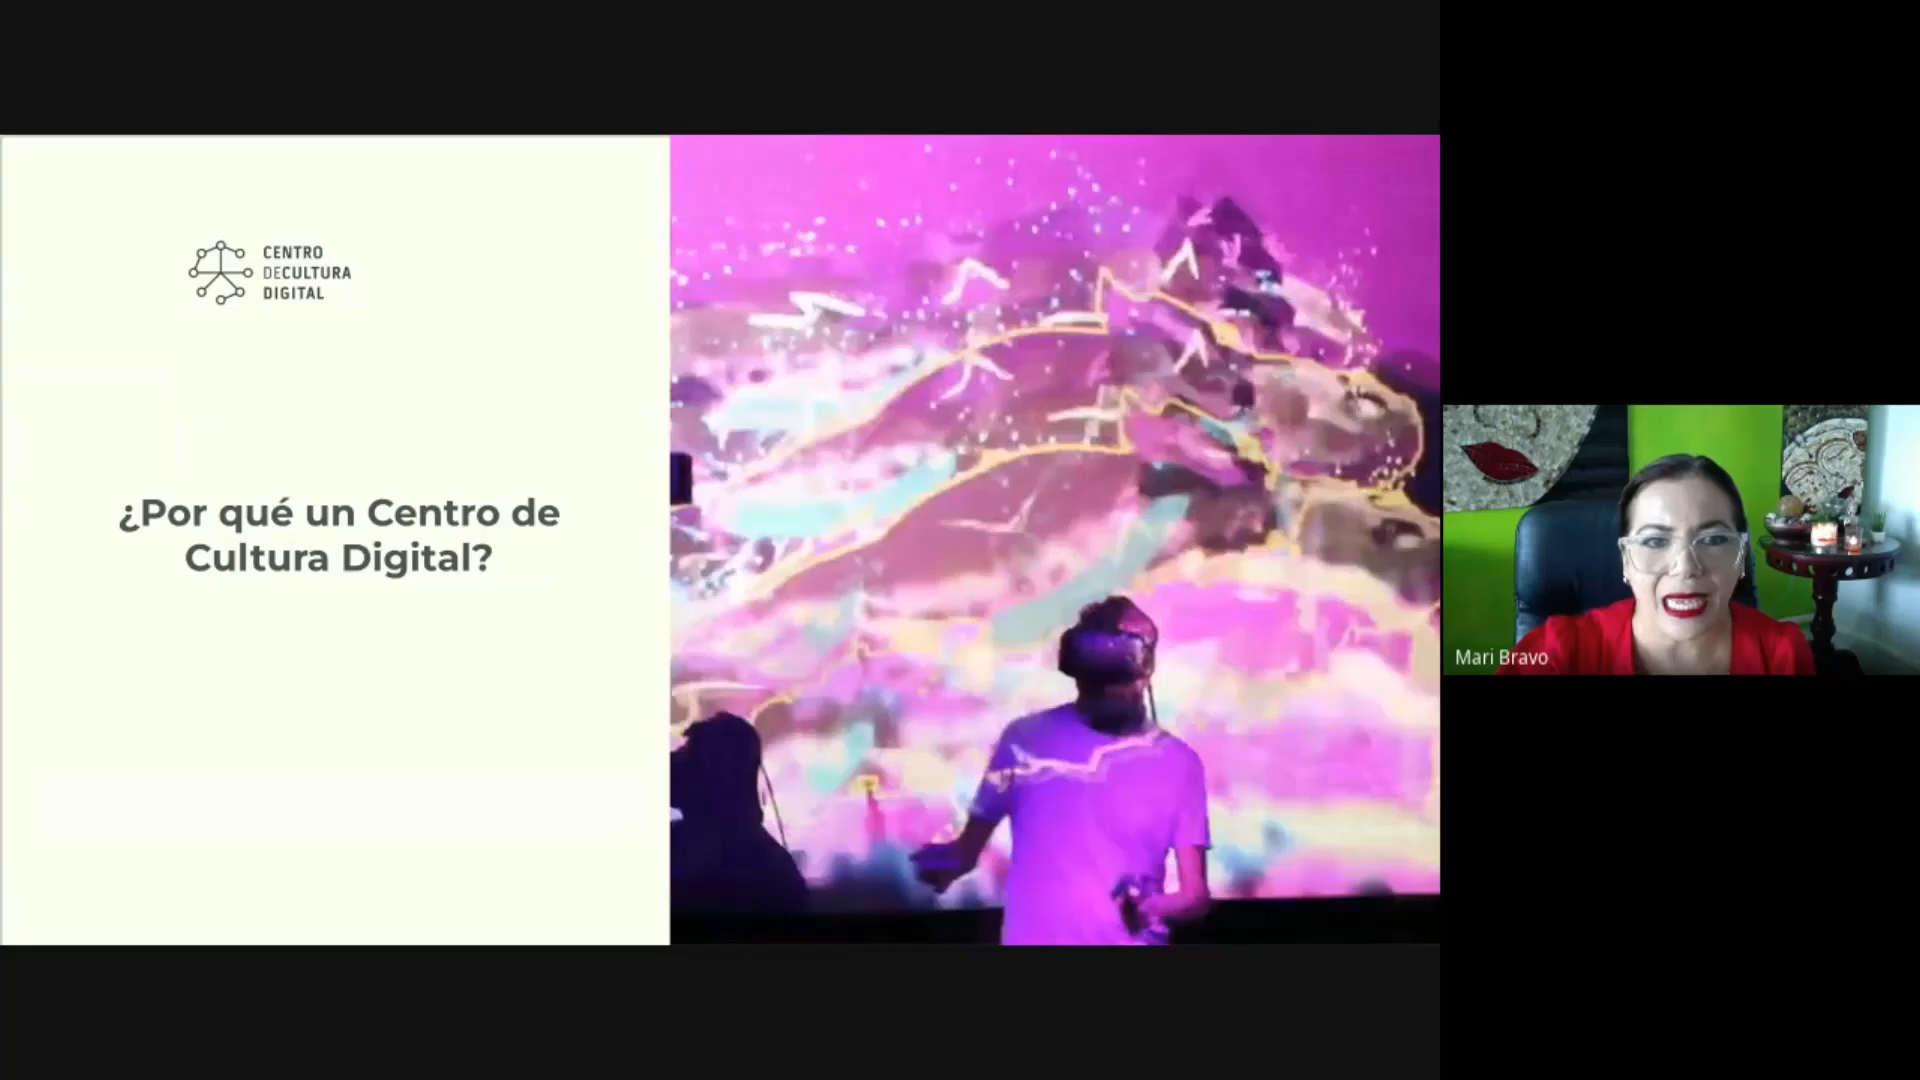 CENTRO
DECULTURA
DIGITAL
¿Por qué un Centro de
Cultura Digital?
Mari Bravo